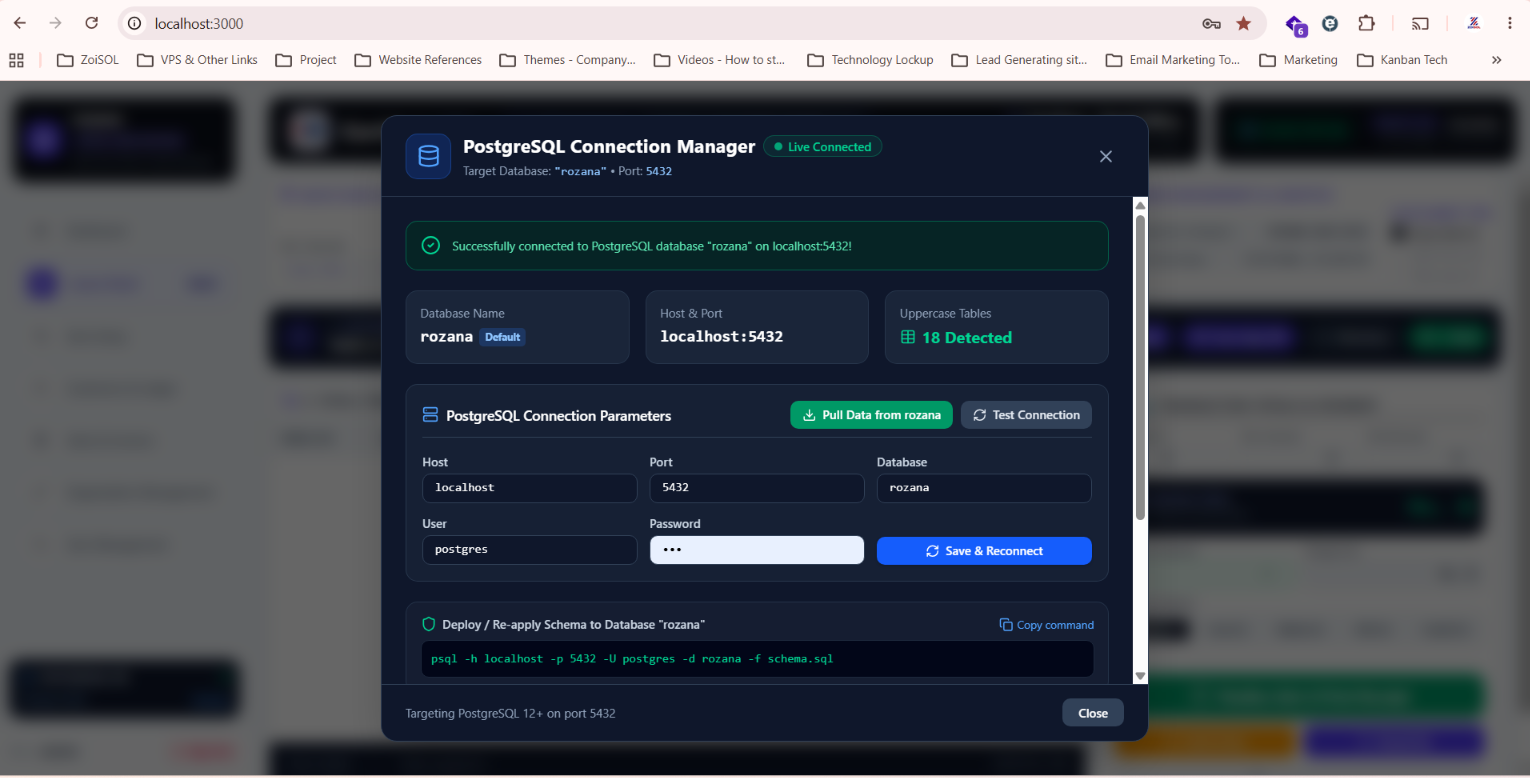 localhost:3000
6
ZoiSOL
VPS & Other Links
Project
Website References
Themes - Company...
Videos - How to st...
Technology Lockup
Lead Generating sit...
Email Marketing To...
Marketing
Kanban Tech
PostgreSQL Connection Manager
Live Connected
Target Database: "rozana" • Port: 5432
Successfully connected to PostgreSQL database "rozana" on localhost:5432!
Database Name
rozana Default
Host & Port
localhost:5432
Uppercase Tables
18 Detected
PostgreSQL Connection Parameters
Pull Data from rozana
Test Connection
Host
localhost
Port
5432
Database
rozana
User
postgres
Password
•••
Save & Reconnect
Deploy / Re-apply Schema to Database "rozana"
Copy command
psql -h localhost -p 5432 -U postgres -d rozana -f schema.sql
Targeting PostgreSQL 12+ on port 5432
Close